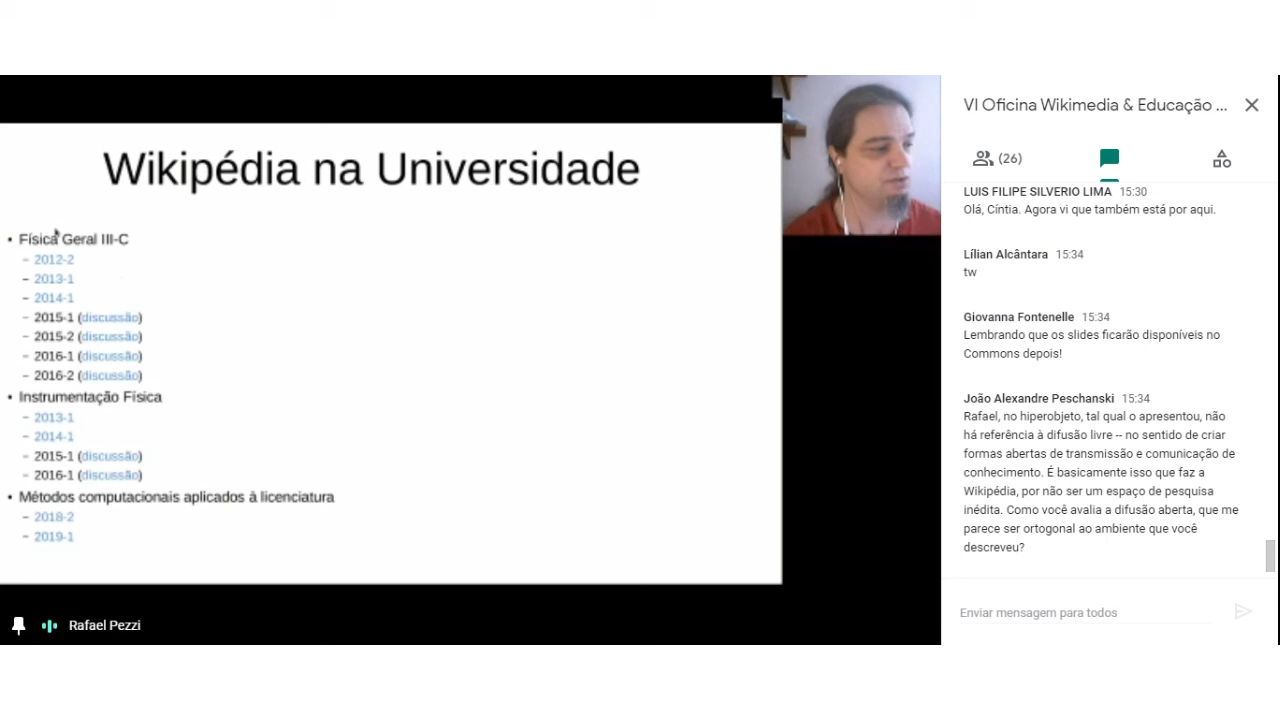 Wikipédia na Universidade
• Física Geral III-C
– 2012-2
– 2013-1
– 2014-1
– 2015-1 (discussão)
– 2015-2 (discussão)
– 2016-1 (discussão)
– 2016-2 (discussão)
• Instrumentação Física
– 2013-1
– 2014-1
– 2015-1 (discussão)
– 2016-1 (discussão)
• Métodos computacionais aplicados à licenciatura
– 2018-2
– 2019-1
Rafael Pezzi
VI Oficina Wikimedia & Educação ...
(26)
LUIS FILIPE SILVERIO LIMA 15:30
Olá, Cíntia. Agora vi que também está por aqui.
Lílian Alcântara 15:34
tw
Giovanna Fontenelle 15:34
Lembrando que os slides ficarão disponíveis no
Commons depois!
João Alexandre Peschanski 15:34
Rafael, no hiperobjeto, tal qual o apresentou, não
há referência à difusão livre -- no sentido de criar
formas abertas de transmissão e comunicação de
conhecimento. É basicamente isso que faz a
Wikipédia, por não ser um espaço de pesquisa
inédita. Como você avalia a difusão aberta, que me
parece ser ortogonal ao ambiente que você
descreveu?
Enviar mensagem para todos